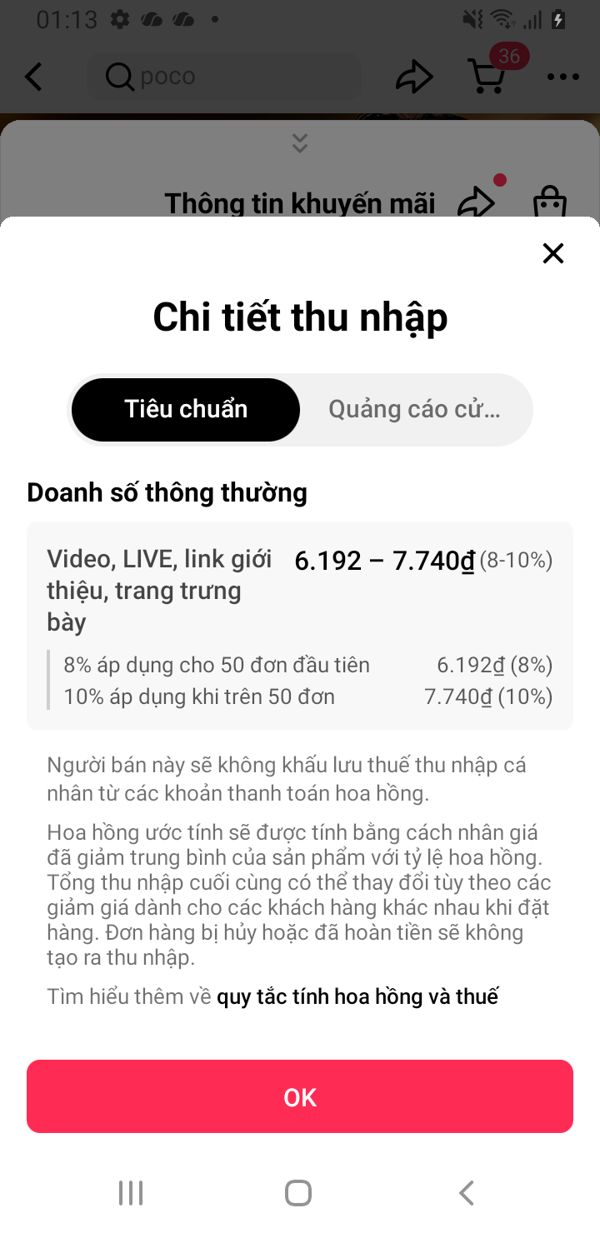 01:13
poco
36
Thông tin khuyến mãi
Chi tiết thu nhập
Tiêu chuẩn
Quảng cáo cử...
Doanh số thông thường
Video, LIVE, link giới 6.192 – 7.740₫ (8-10%)
thiệu, trang trưng
bày
8% áp dụng cho 50 đơn đầu tiên 6.192₫ (8%)
10% áp dụng khi trên 50 đơn 7.740₫ (10%)
Người bán này sẽ không khấu lưu thuế thu nhập cá
nhân từ các khoản thanh toán hoa hồng.
Hoa hồng ước tính sẽ được tính bằng cách nhân giá
đã giảm trung bình của sản phẩm với tỷ lệ hoa hồng.
Tổng thu nhập cuối cùng có thể thay đổi tùy theo các
giảm giá dành cho các khách hàng khác nhau khi đặt
hàng. Đơn hàng bị hủy hoặc đã hoàn tiền sẽ không
tạo ra thu nhập.
Tìm hiểu thêm về quy tắc tính hoa hồng và thuế
OK